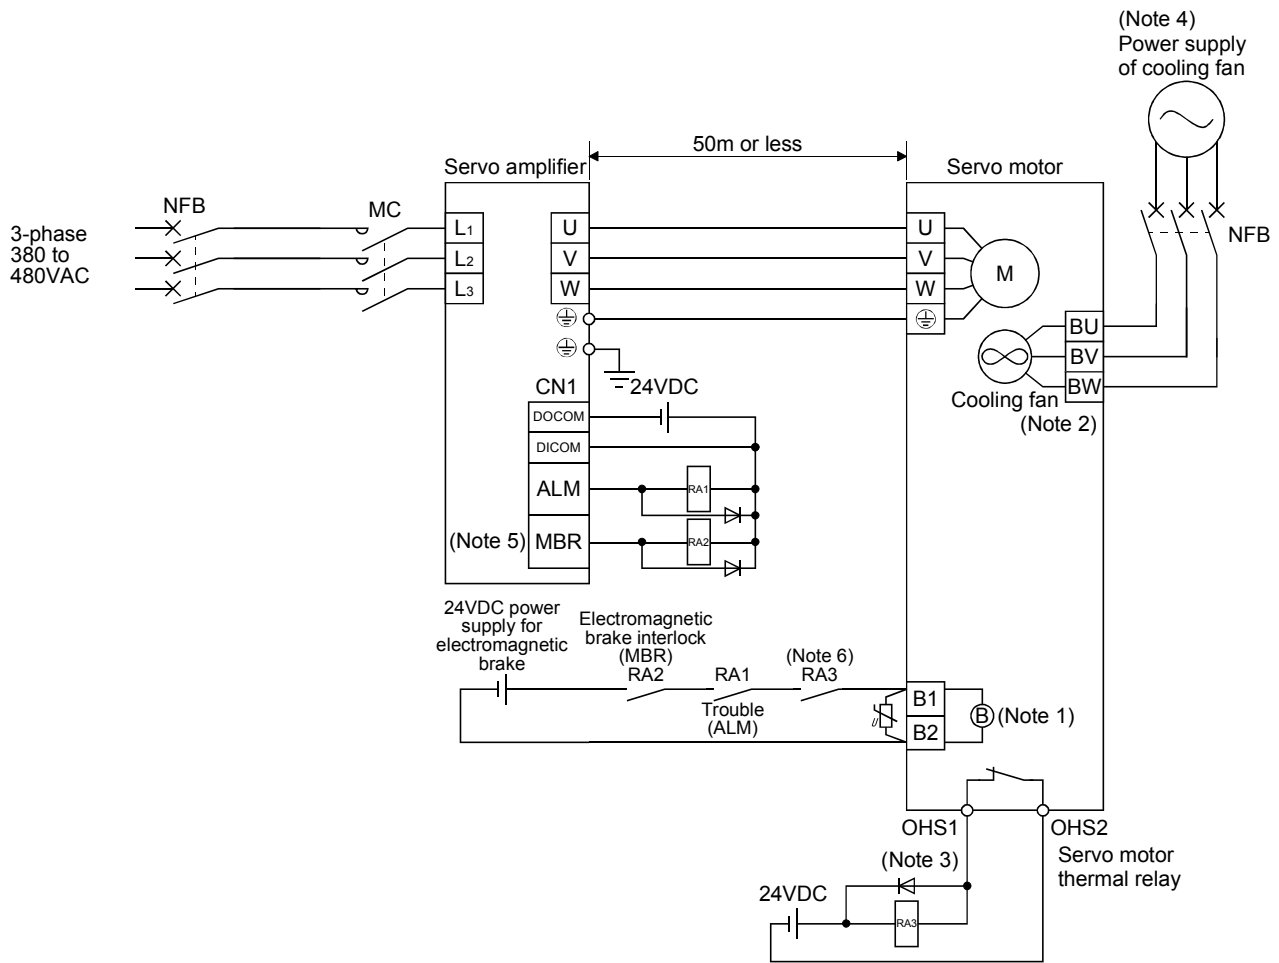 (Note 4)
Power supply
of cooling fan
50m or less
Servo amplifier
Servo motor
NFB
MC
3-phase
380 to
480VAC
L1
L2
L3
U
V
W
U
V
W
M
NFB
BU
BV
BW
Cooling fan
(Note 2)
CN1
24VDC
DOCOM
DICOM
ALM
RA1
(Note 5)
MBR
RA2
24VDC power
supply for
electromagnetic
brake
Electromagnetic
brake interlock
(MBR)
RA2
RA1
(Note 6)
RA3
Trouble
(ALM)
U
B1
B2
B
(Note 1)
OHS1
OHS2
Servo motor
thermal relay
(Note 3)
24VDC
RA3